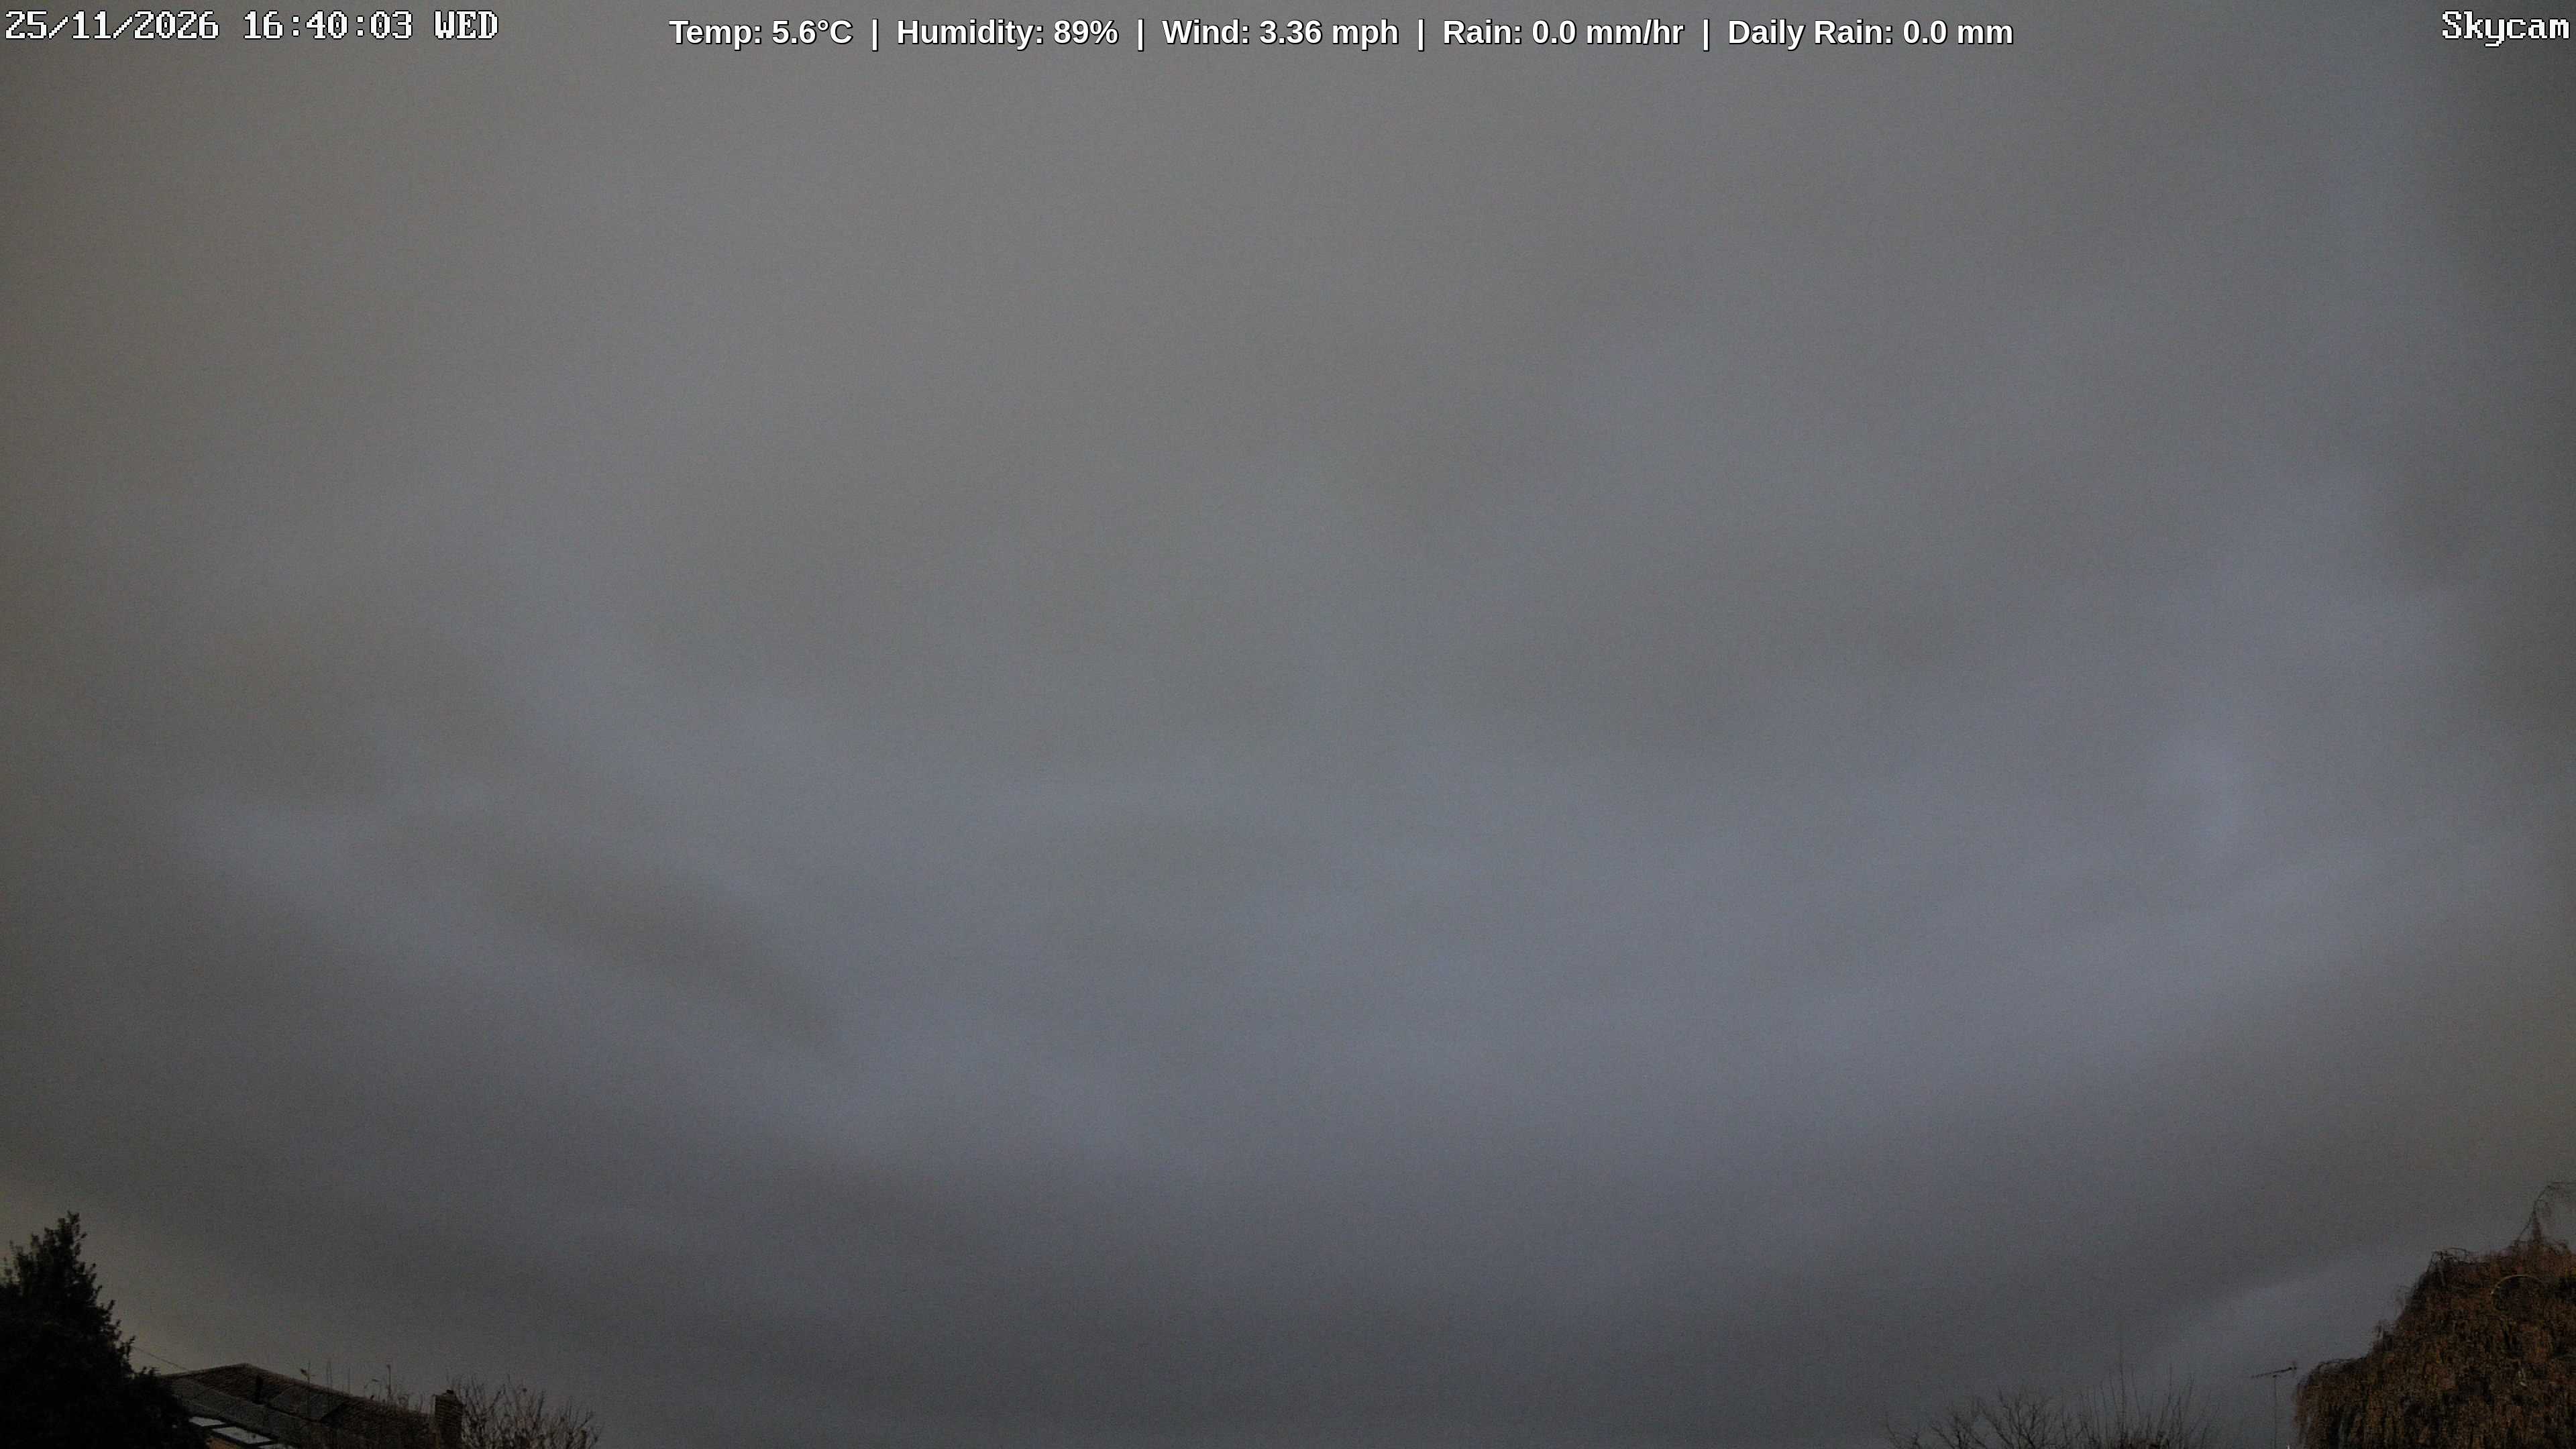 25/11/2026 16:40:03 WED
Temp: 5.6°C | Humidity: 89% | Wind: 3.36 mph | Rain: 0.0 mm/hr | Daily Rain: 0.0 mm
Skycam